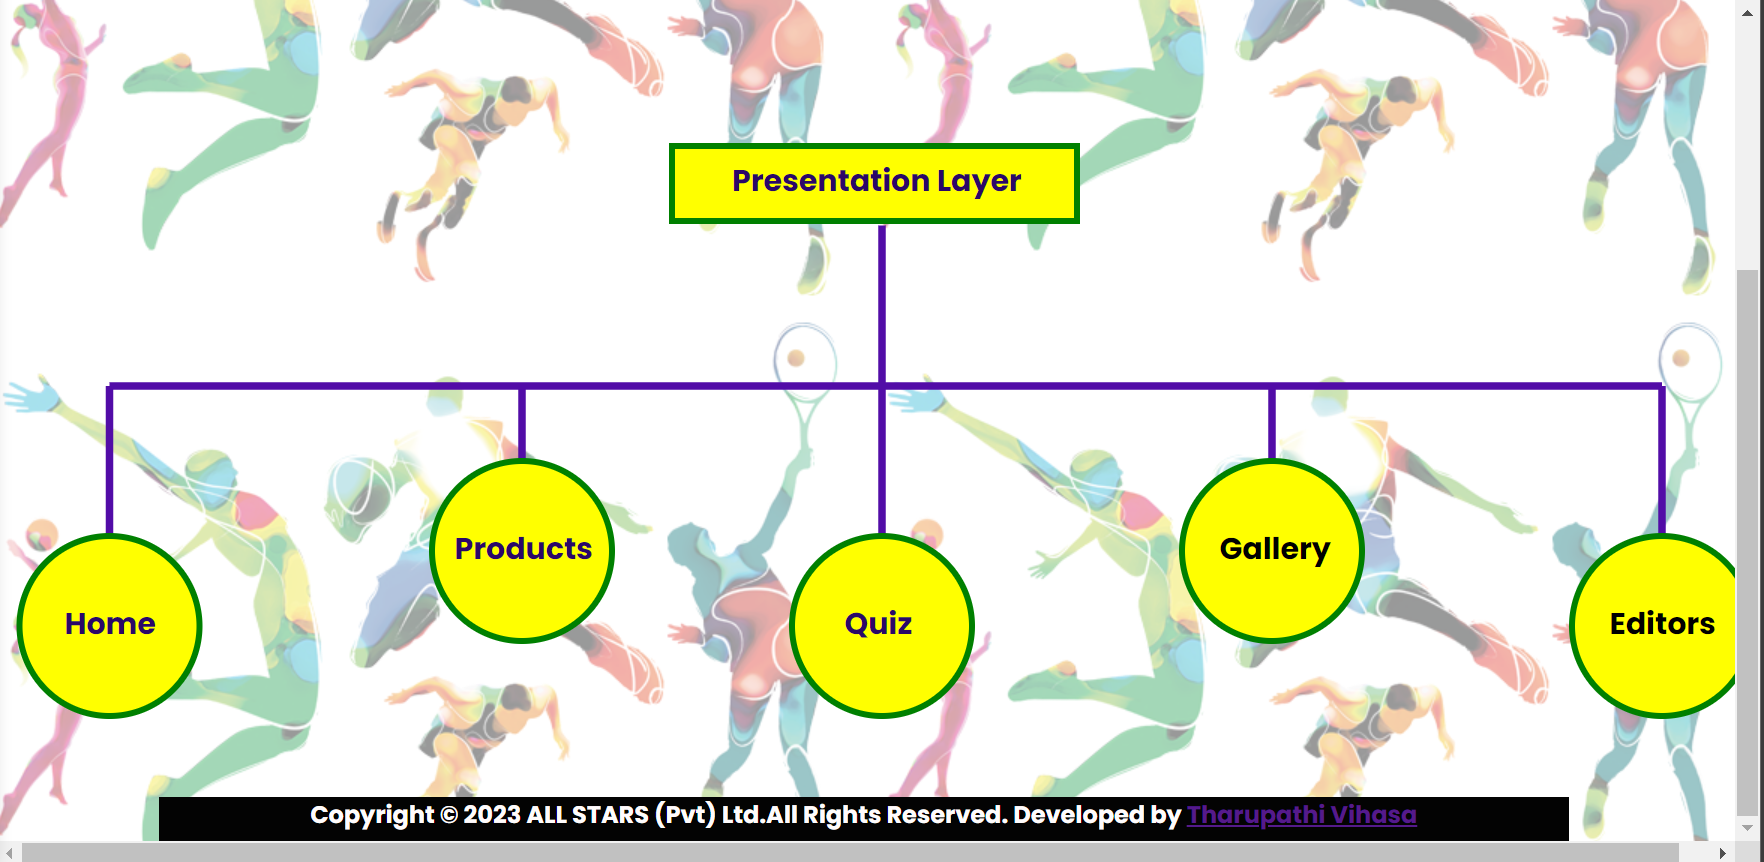 Presentation Layer
Products
Gallery
Home
Quiz
Editors
Copyright © 2023 ALL STARS (Pvt) Ltd.All Rights Reserved. Developed by Tharupathi Vihasa